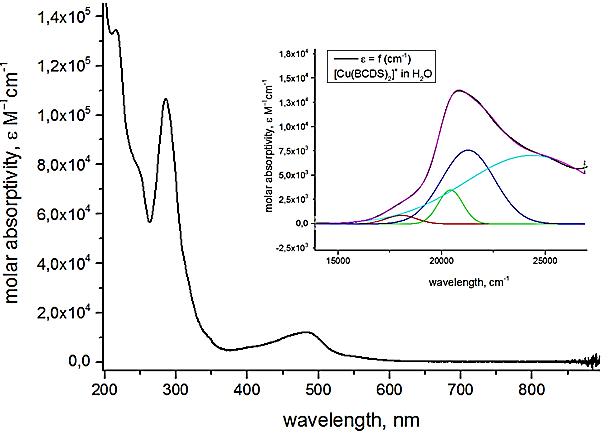 molar absorptivity, ε M⁻¹cm⁻¹
1,4x10⁵
1,2x10⁵
1,0x10⁵
8,0x10⁴
6,0x10⁴
4,0x10⁴
2,0x10⁴
0,0
200 300 400 500 600 700 800
wavelength, nm
ε = f (cm⁻¹)
[Cu(BCDS)₂]⁺ in H₂O
molar absorptivity, ε M⁻¹cm⁻¹
1,8x10⁴
1,5x10⁴
1,3x10⁴
1,0x10⁴
7,5x10³
5,0x10³
2,5x10³
0,0
-2,5x10³
15000 20000 25000
wavelength, cm⁻¹